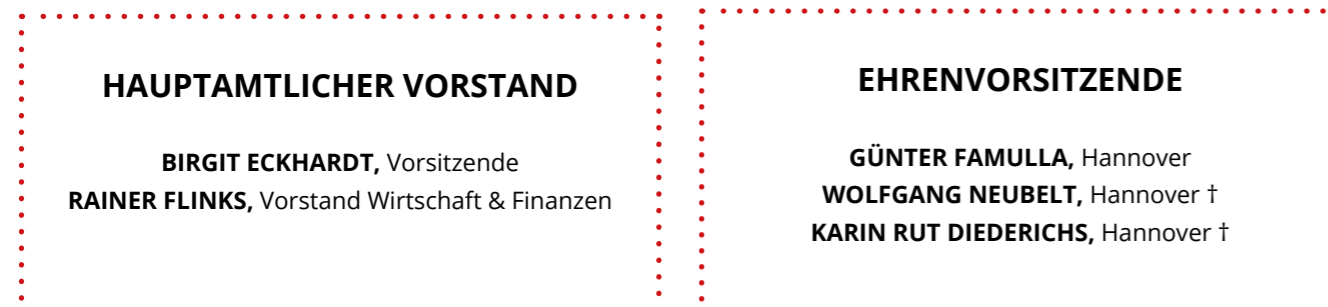 HAUPTAMTLICHER VORSTAND
BIRGIT ECKHARDT, Vorsitzende
RAINER FLINKS, Vorstand Wirtschaft & Finanzen
EHRENVORSITZENDE
GÜNTER FAMULLA, Hannover
WOLFGANG NEUBELT, Hannover †
KARIN RUT DIEDERICHS, Hannover †